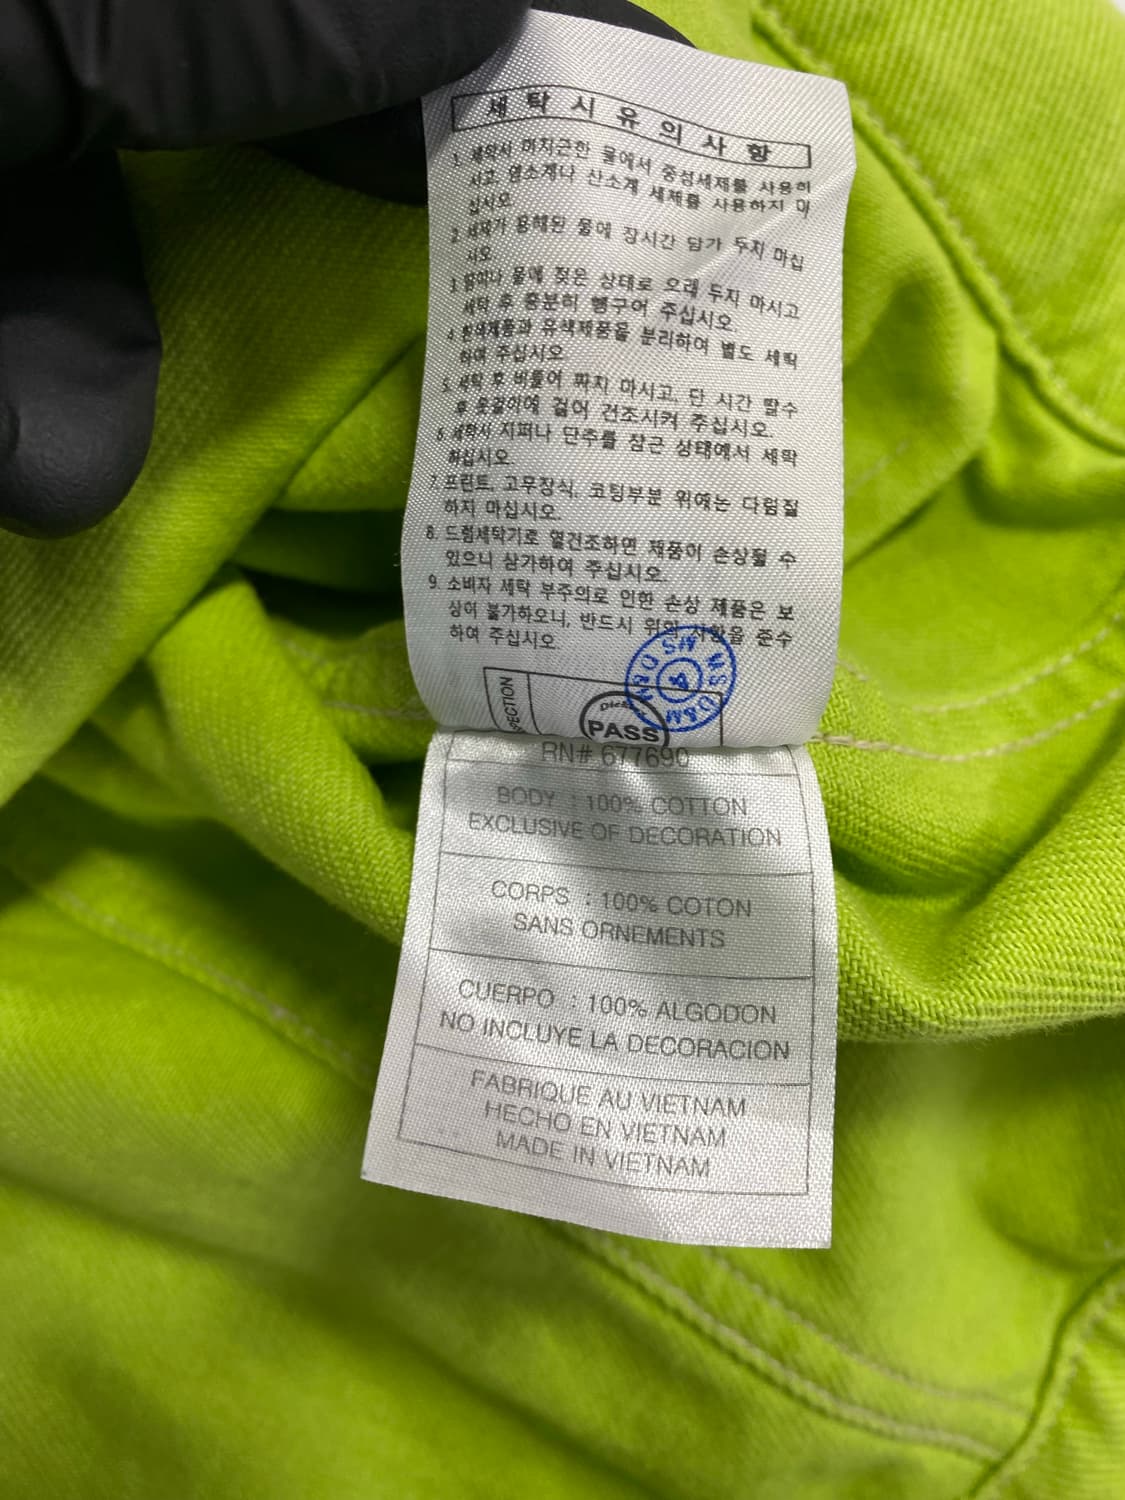 세탁시유의사항
1. 세탁시 미지근한 물에서 중성세제를 사용하
시고, 염소계나 산소계 세제를 사용하지 마
십시오.
2. 세제가 용해된 물에 장시간 담가 두지 마십
시오.
3. 땀이나 물에 젖은 상태로 오래 두지 마시고
세탁 후 충분히 헹구어 주십시오.
4. 흰색제품과 유색제품을 분리하여 별도 세탁
하여 주십시오.
5. 세탁 후 비틀어 짜지 마시고, 단 시간 탈수
후 옷걸이에 걸어 건조시켜 주십시오.
6. 세탁시 지퍼나 단추를 잠근 상태에서 세탁
하십시오.
7. 프린트, 고무장식, 코팅부분 위에는 다림질
하지 마십시오.
8. 드럼세탁기로 열건조하면 제품이 손상될 수
있으니 삼가하여 주십시오.
9. 소비자 세탁 부주의로 인한 손상 제품은 보
상이 불가하오니, 반드시 위의 사항을 준수
하여 주십시오.
PECTION
PASS
RN# 677690
BODY : 100% COTTON
EXCLUSIVE OF DECORATION
CORPS : 100% COTON
SANS ORNEMENTS
CUERPO : 100% ALGODON
NO INCLUYE LA DECORACION
FABRIQUE AU VIETNAM
HECHO EN VIETNAM
MADE IN VIETNAM